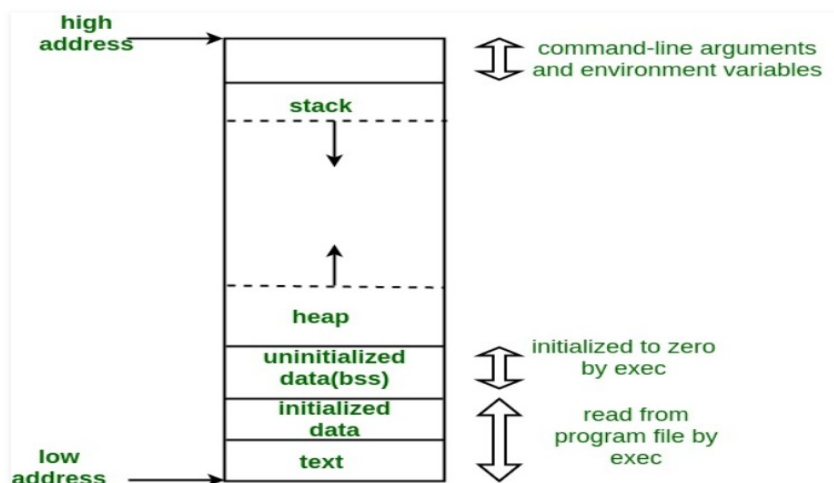 high
address
command-line arguments
and environment variables
stack
heap
uninitialized
data(bss)
initialized to zero
by exec
initialized
data
read from
program file by
exec
low
address
text